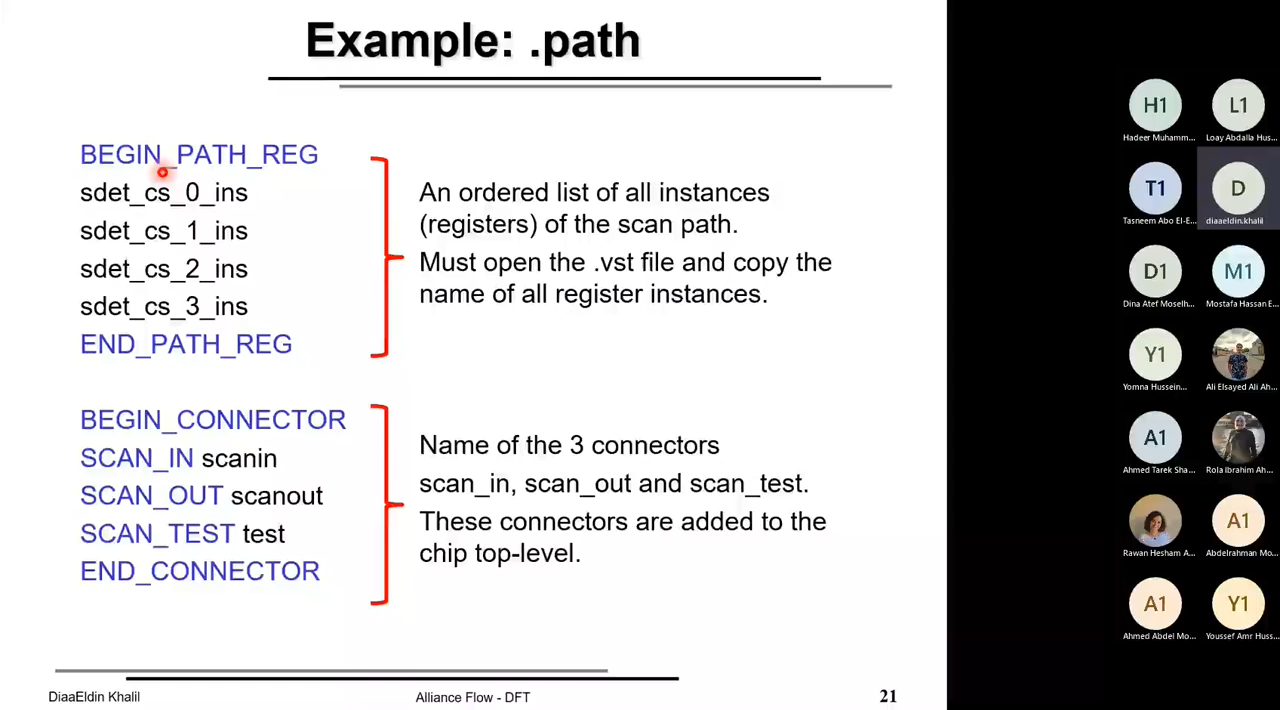 Example: .path
BEGIN_PATH_REG
sdet_cs_0_ins
sdet_cs_1_ins
sdet_cs_2_ins
sdet_cs_3_ins
END_PATH_REG
An ordered list of all instances
(registers) of the scan path.
Must open the .vst file and copy the
name of all register instances.
BEGIN_CONNECTOR
SCAN_IN scanin
SCAN_OUT scanout
SCAN_TEST test
END_CONNECTOR
Name of the 3 connectors
scan_in, scan_out and scan_test.
These connectors are added to the
chip top-level.
DiaaEldin Khalil
Alliance Flow - DFT
21
H1
L1
Hadeer Muhamm...
Loay Abdalla Hus...
T1
D
Tasneem Abo El-E...
diaaeldin.khalil
D1
M1
Dina Atef Moselh...
Mostafa Hassan E...
Y1
Yomna Hussein...
Ali Elsayed Ali Ah...
A1
Ahmed Tarek Sha...
Rola Ibrahim Ah...
A1
Rawan Hesham A...
Abdelrahman Mo...
A1
Y1
Ahmed Abdel Mo...
Youssef Amr Huss...